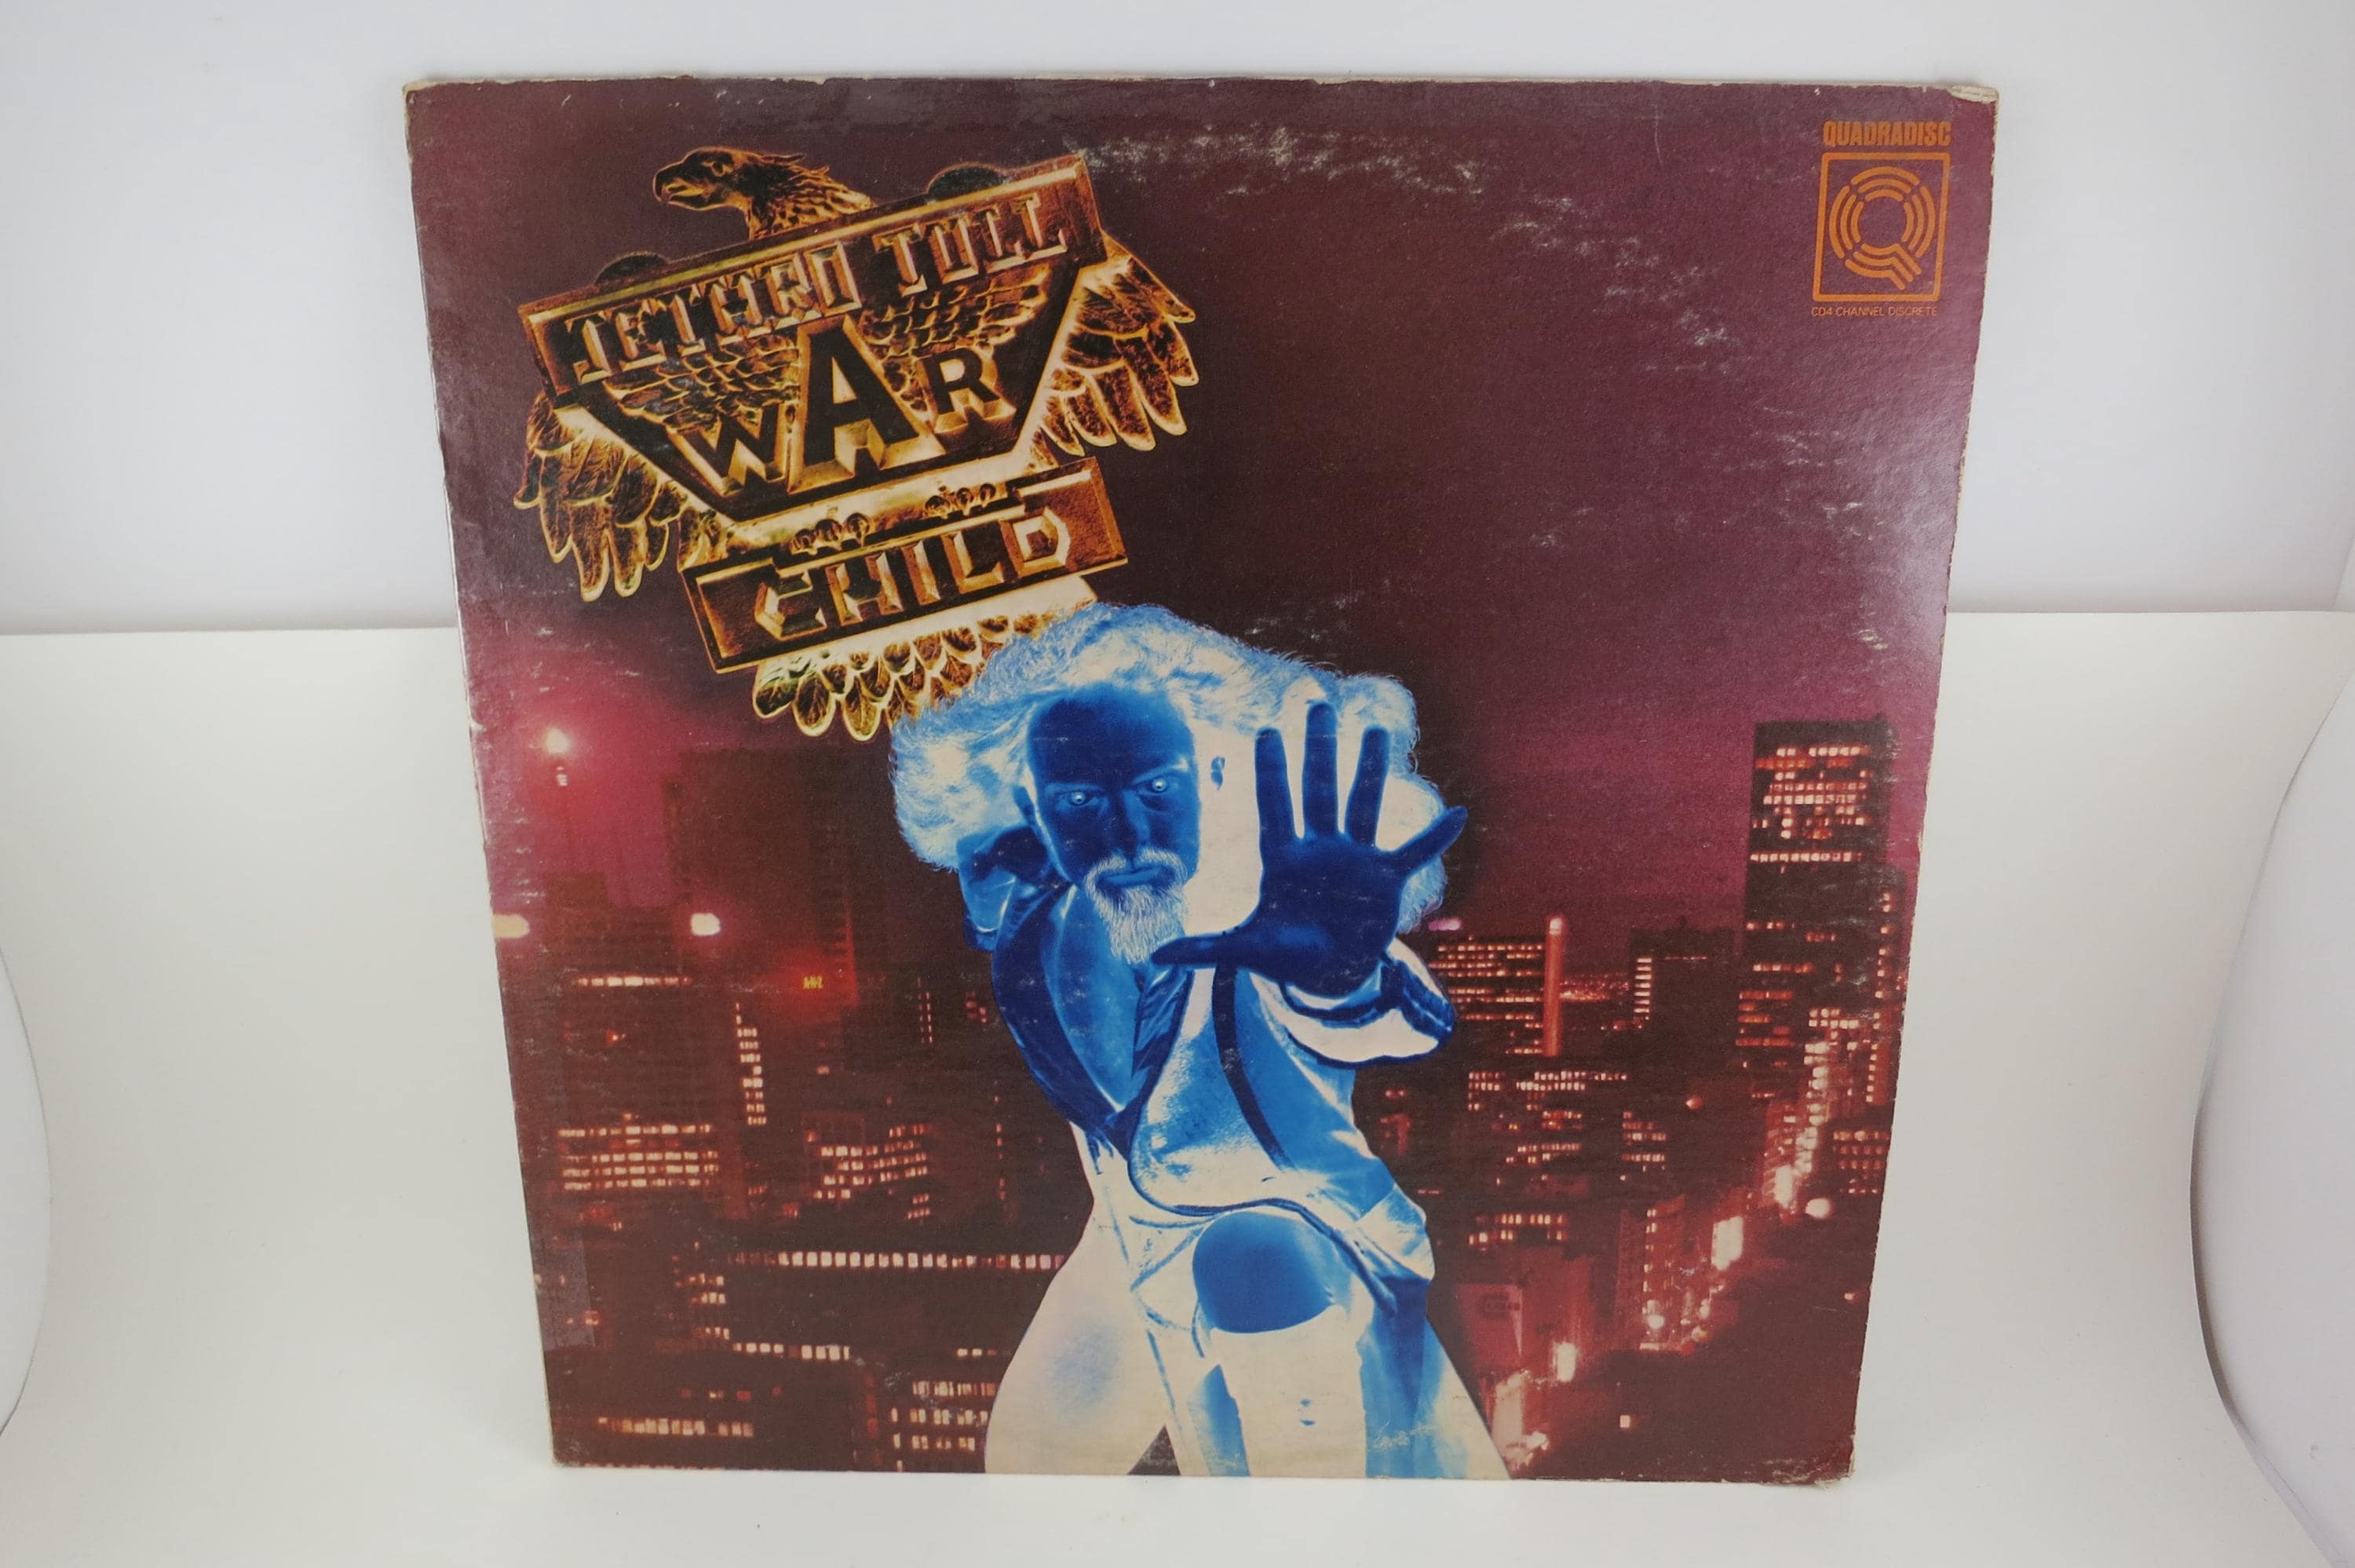 QUADRADISC
Q
CD4 CHANNEL DISCRETE
JETHRO TULL
WAR
CHILD